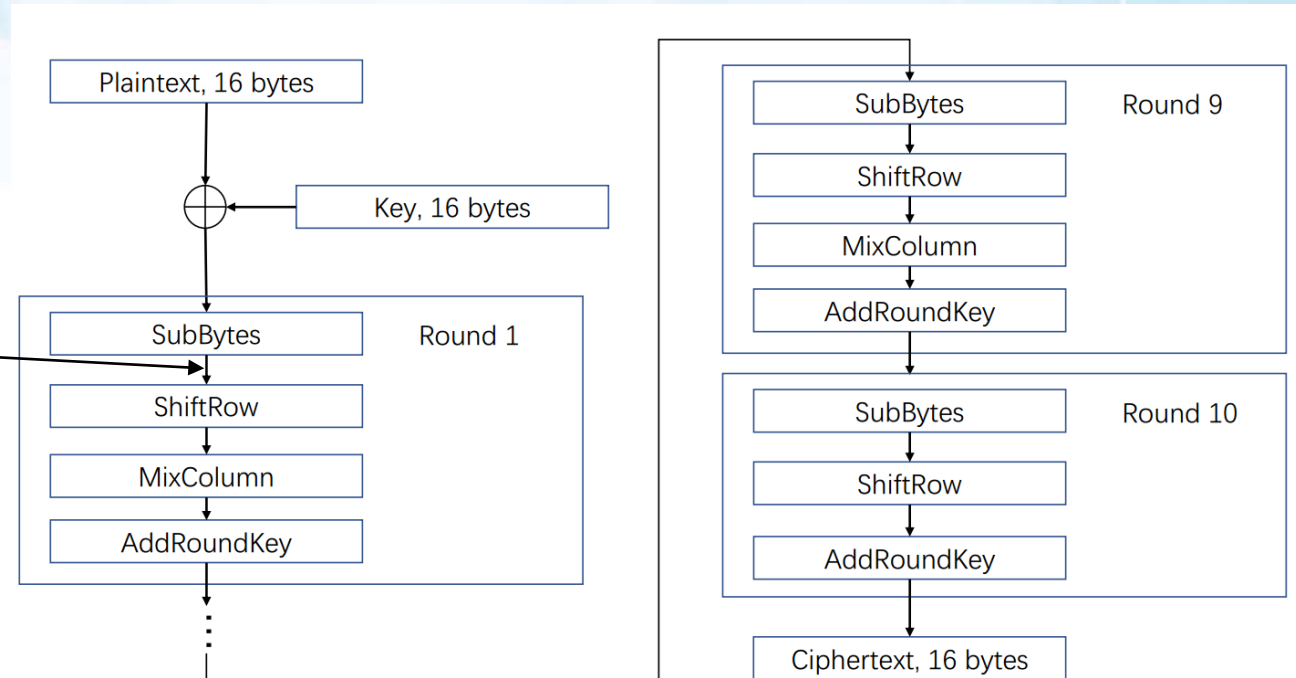 Plaintext, 16 bytes
Key, 16 bytes
SubBytes
Round 1
ShiftRow
MixColumn
AddRoundKey
SubBytes
Round 9
ShiftRow
MixColumn
AddRoundKey
SubBytes
Round 10
ShiftRow
AddRoundKey
Ciphertext, 16 bytes